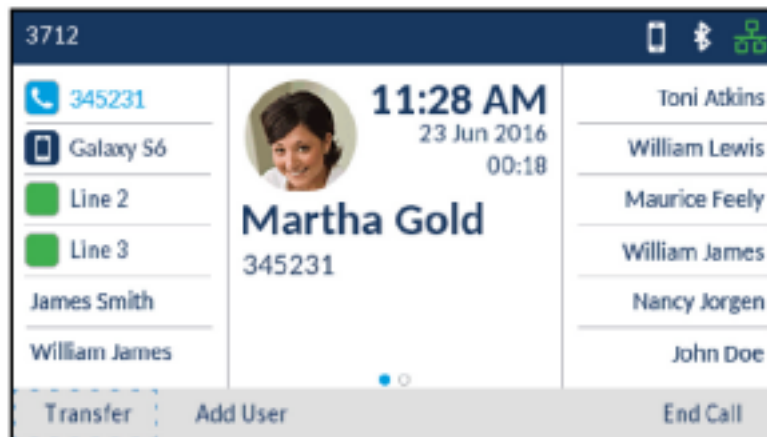 3712
345231
Galaxy S6
Line 2
Line 3
James Smith
William James
11:28 AM
23 Jun 2016
00:18
Martha Gold
345231
Toni Atkins
William Lewis
Maurice Feely
William James
Nancy Jorgen
John Doe
Transfer Add User End Call